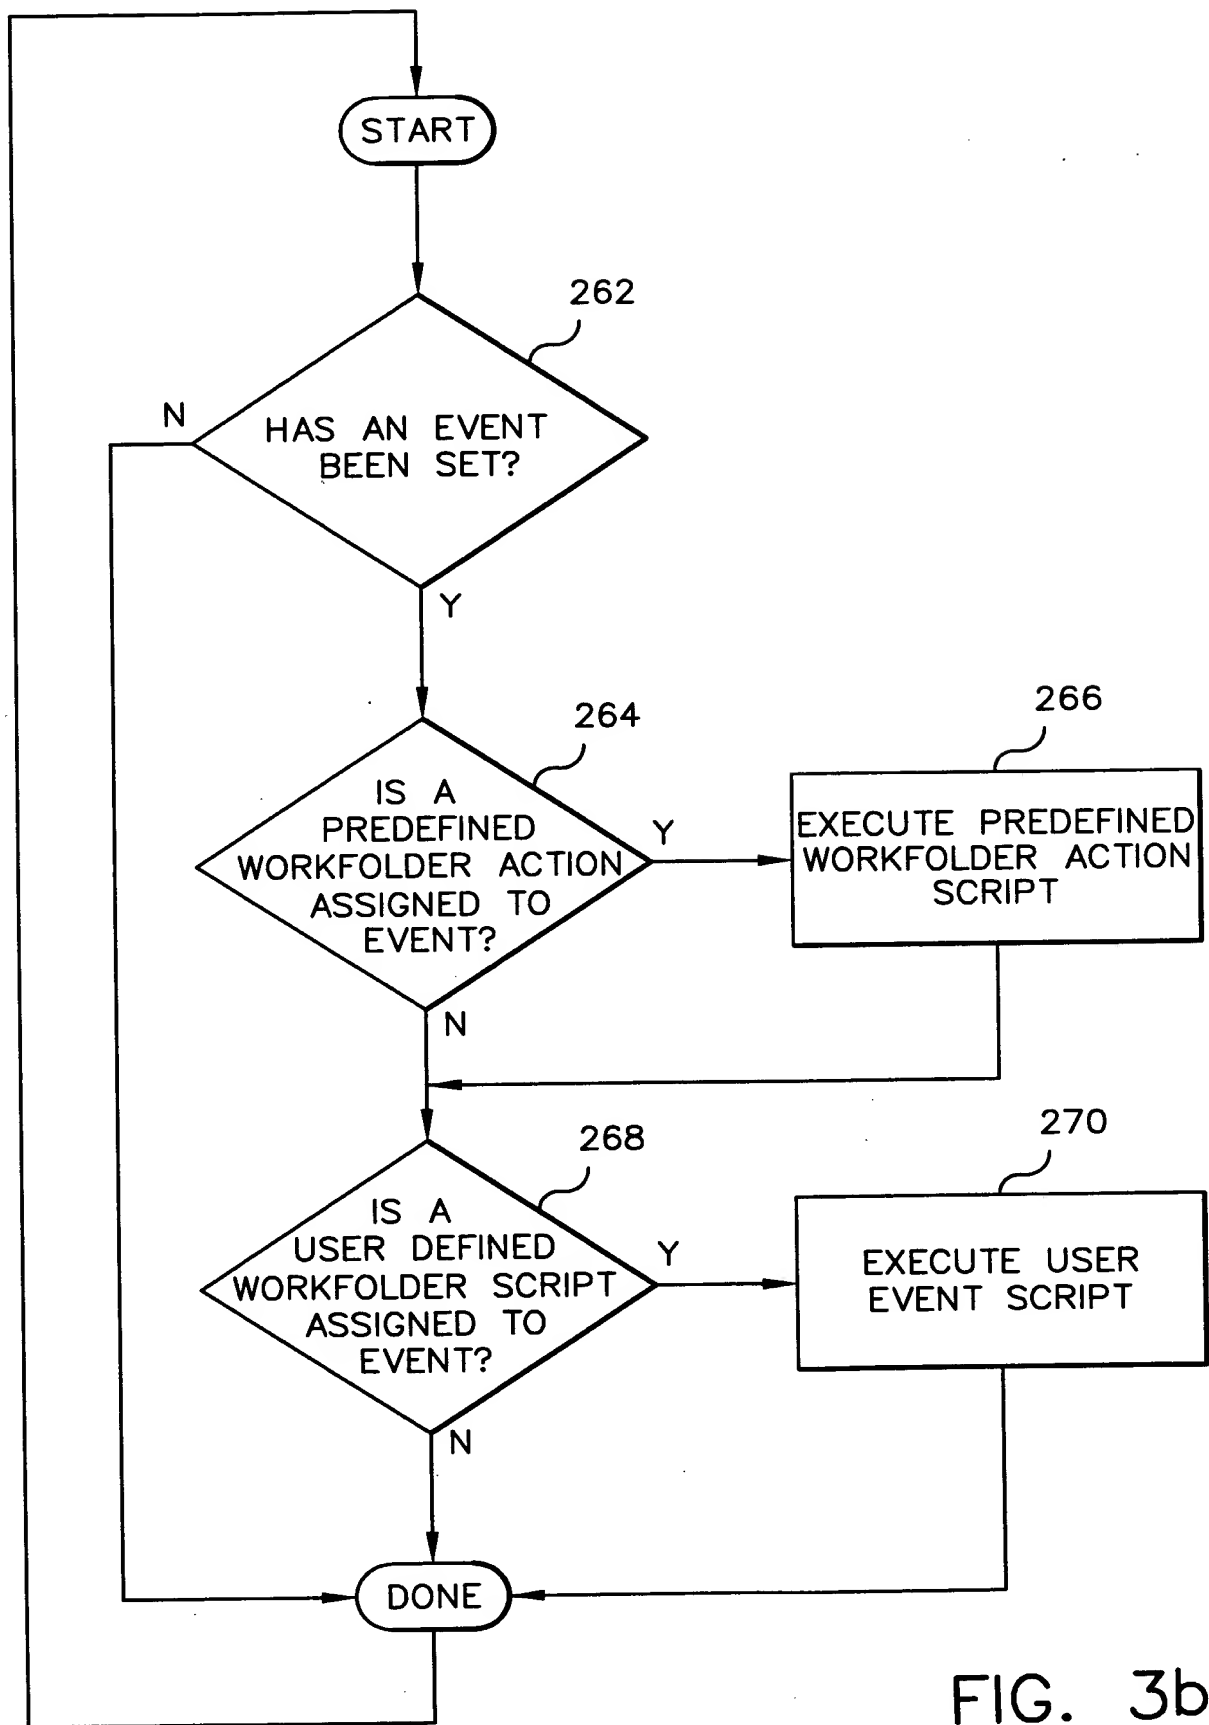 START
262
N
HAS AN EVENT
BEEN SET?
Y
264
266
IS A
PREDEFINED
WORKFOLDER ACTION
ASSIGNED TO
EVENT?
Y
EXECUTE PREDEFINED
WORKFOLDER ACTION
SCRIPT
N
268
270
IS A
USER DEFINED
WORKFOLDER SCRIPT
ASSIGNED TO
EVENT?
Y
EXECUTE USER
EVENT SCRIPT
N
DONE
FIG. 3b